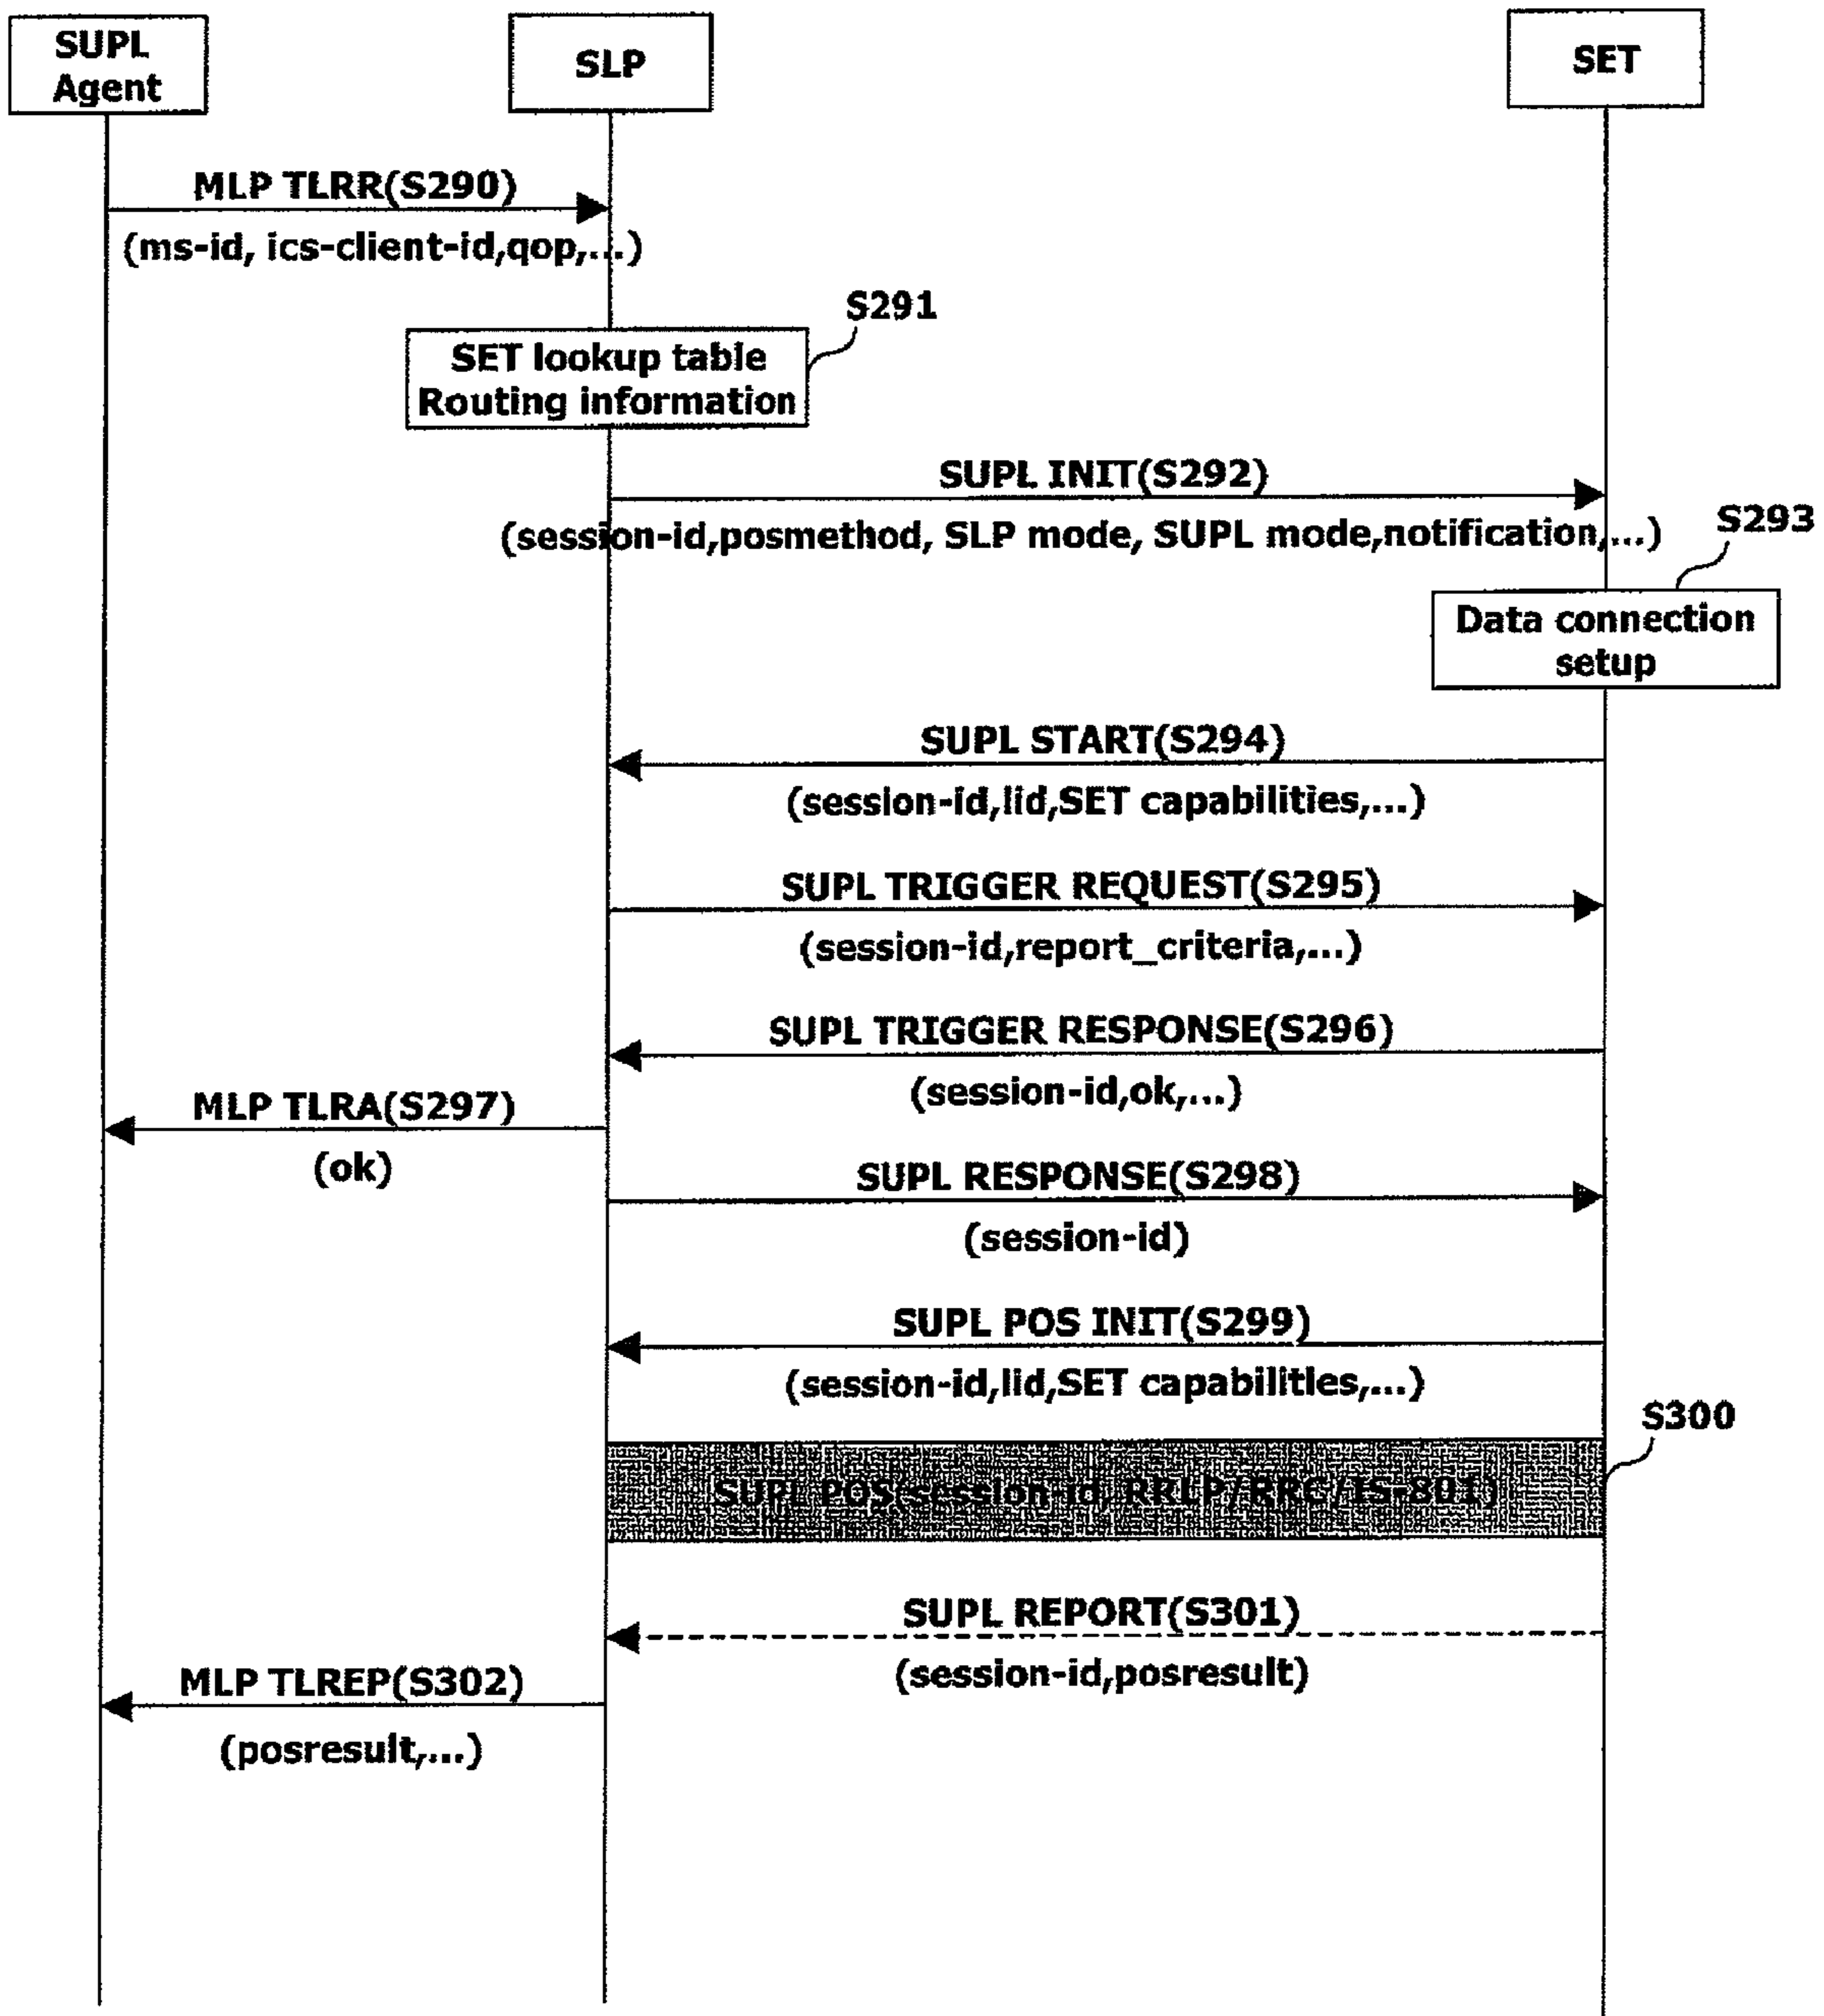 SUPL
Agent
SLP
SET
MLP TLRR(S290)
(ms-id, ics-client-id,qop,...)
S291
SET lookup table
Routing information
SUPL INIT(S292)
(session-id,posmethod, SLP mode, SUPL mode,notification,...)
S293
Data connection
setup
SUPL START(S294)
(session-id,lid,SET capabilities,...)
SUPL TRIGGER REQUEST(S295)
(session-id,report_criteria,...)
SUPL TRIGGER RESPONSE(S296)
(session-id,ok,...)
MLP TLRA(S297)
(ok)
SUPL RESPONSE(S298)
(session-id)
SUPL POS INIT(S299)
(session-id,lid,SET capabilities,...)
S300
SUPL POS(session-id, RRLP/RRC/IS-801)
SUPL REPORT(S301)
(session-id,posresult)
MLP TLREP(S302)
(posresult,...)